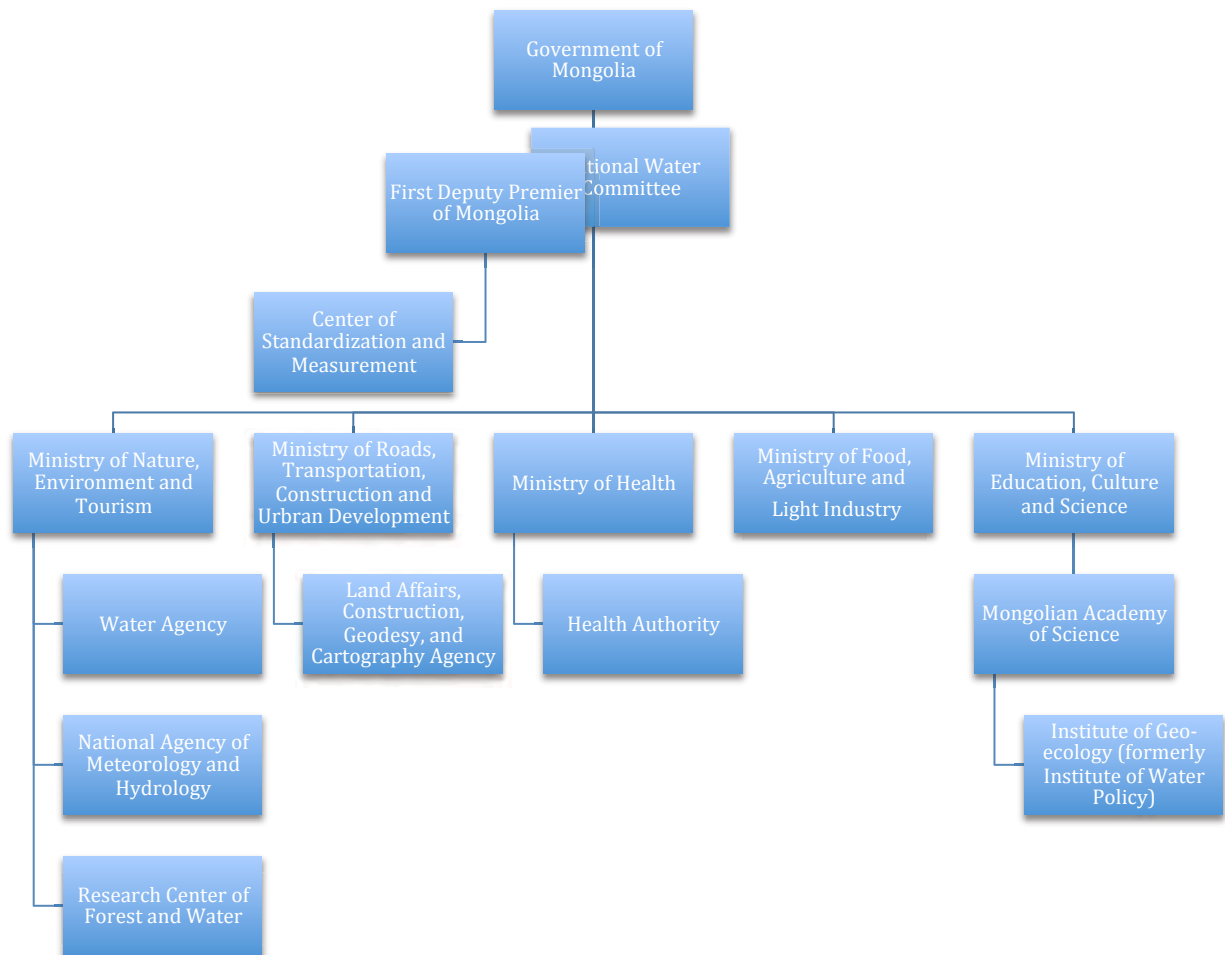 Government of
Mongolia
tional Water
Committee
First Deputy Premier
of Mongolia
Center of
Standardization and
Measurement
Ministry of Nature,
Environment and
Tourism
Ministry of Roads,
Transportation,
Construction and
Urbran Development
Ministry of Health
Ministry of Food,
Agriculture and
Light Industry
Ministry of
Education, Culture
and Science
Water Agency
Land Affairs,
Construction,
Geodesy, and
Cartography Agency
Health Authority
Mongolian Academy
of Science
National Agency of
Meteorology and
Hydrology
Institute of Geo-
ecology (formerly
Institute of Water
Policy)
Research Center of
Forest and Water